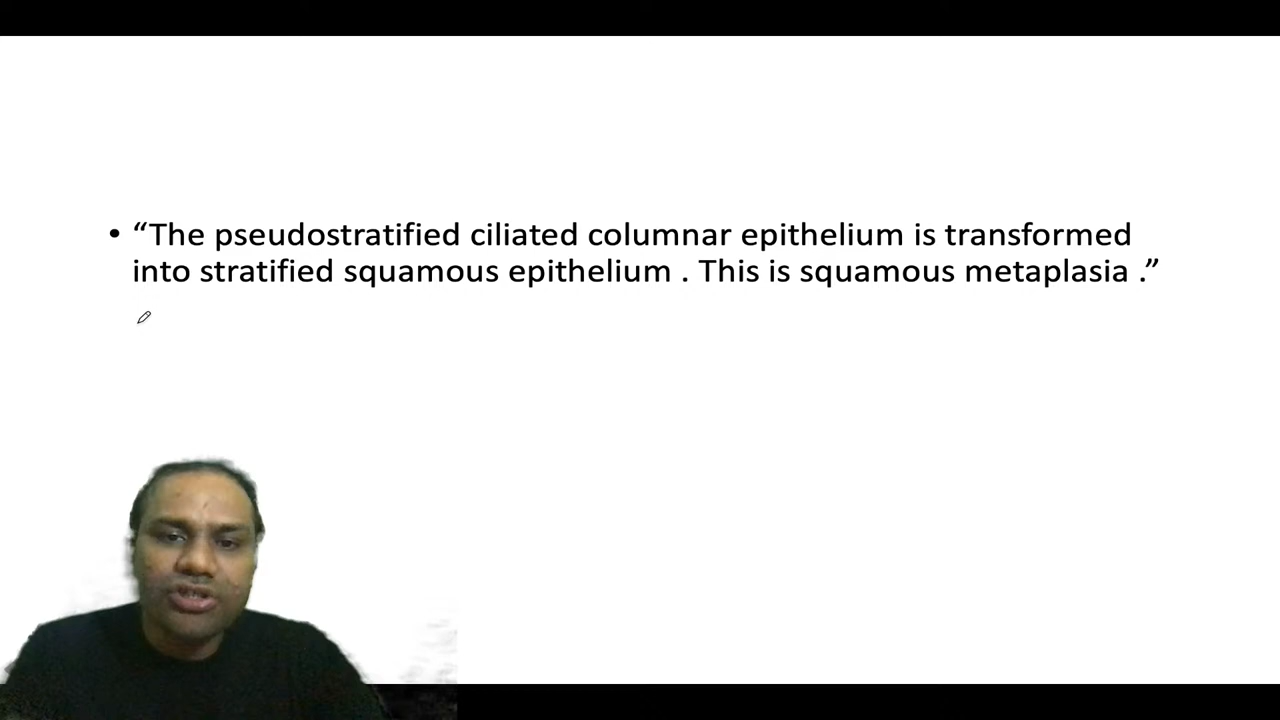 • “The pseudostratified ciliated columnar epithelium is transformed
into stratified squamous epithelium . This is squamous metaplasia .”